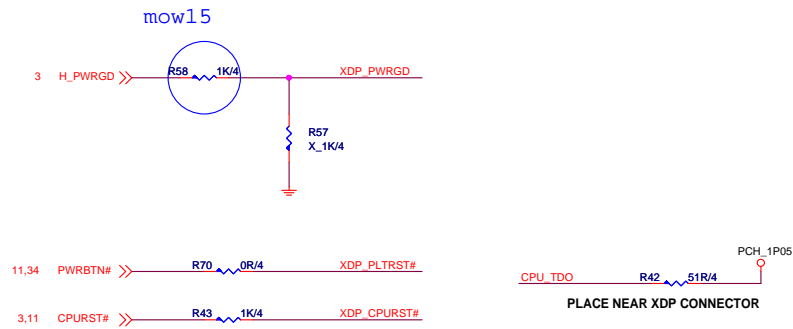 mow15
3 H_PWRGD R58 1K/4 XDP_PWRGD
R57
X_1K/4
11,34 PWRBTN# R70 0R/4 XDP_PLTRST#
3,11 CPURST# R43 1K/4 XDP_CPURST#
PCH_1P05
CPU_TDO R42 51R/4
PLACE NEAR XDP CONNECTOR